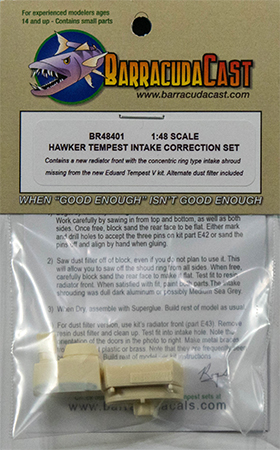 For experienced modelers ages
14 and up - Contains small parts
BARRACUDACAST
www.barracudacast.com
BR48401 1:48 SCALE
HAWKER TEMPEST INTAKE CORRECTION SET
Contains a new radiator front with the concentric ring type intake shroud
missing from the new Eduard Tempest V kit. Alternate dust filter included
WHEN "GOOD ENOUGH" ISN'T GOOD ENOUGH
Work carefully by sawing in from top and bottom, as well as both
sides. Once free, block sand the rear face to be flat. Either mark
and drill holes to accept the three pins on kit part E42 or sand the
pins off and align by hand when gluing.
2) Saw dust filter off of block, even if you do not plan to use it. This
will allow you to saw of the shroud ring from all sides. When free,
carefully block sand the rear face to make it flat. Test fit to resin
When satisfied with fit, paint both parts The intake
shrouding was dull dark aluminum or possibly Medium Sea Grey.
3) When Dry, assemble with Superglue. Build rest of model as usual
For dust filter version, use kit's radiator front (part E43). Remove
resin dust filter and clean up. Test fit into intake hole. Note the
orientation of the doors in the photo to right. Make metal braces
plastic or brass. Note that they are frequently
Build rest of model kit instructions